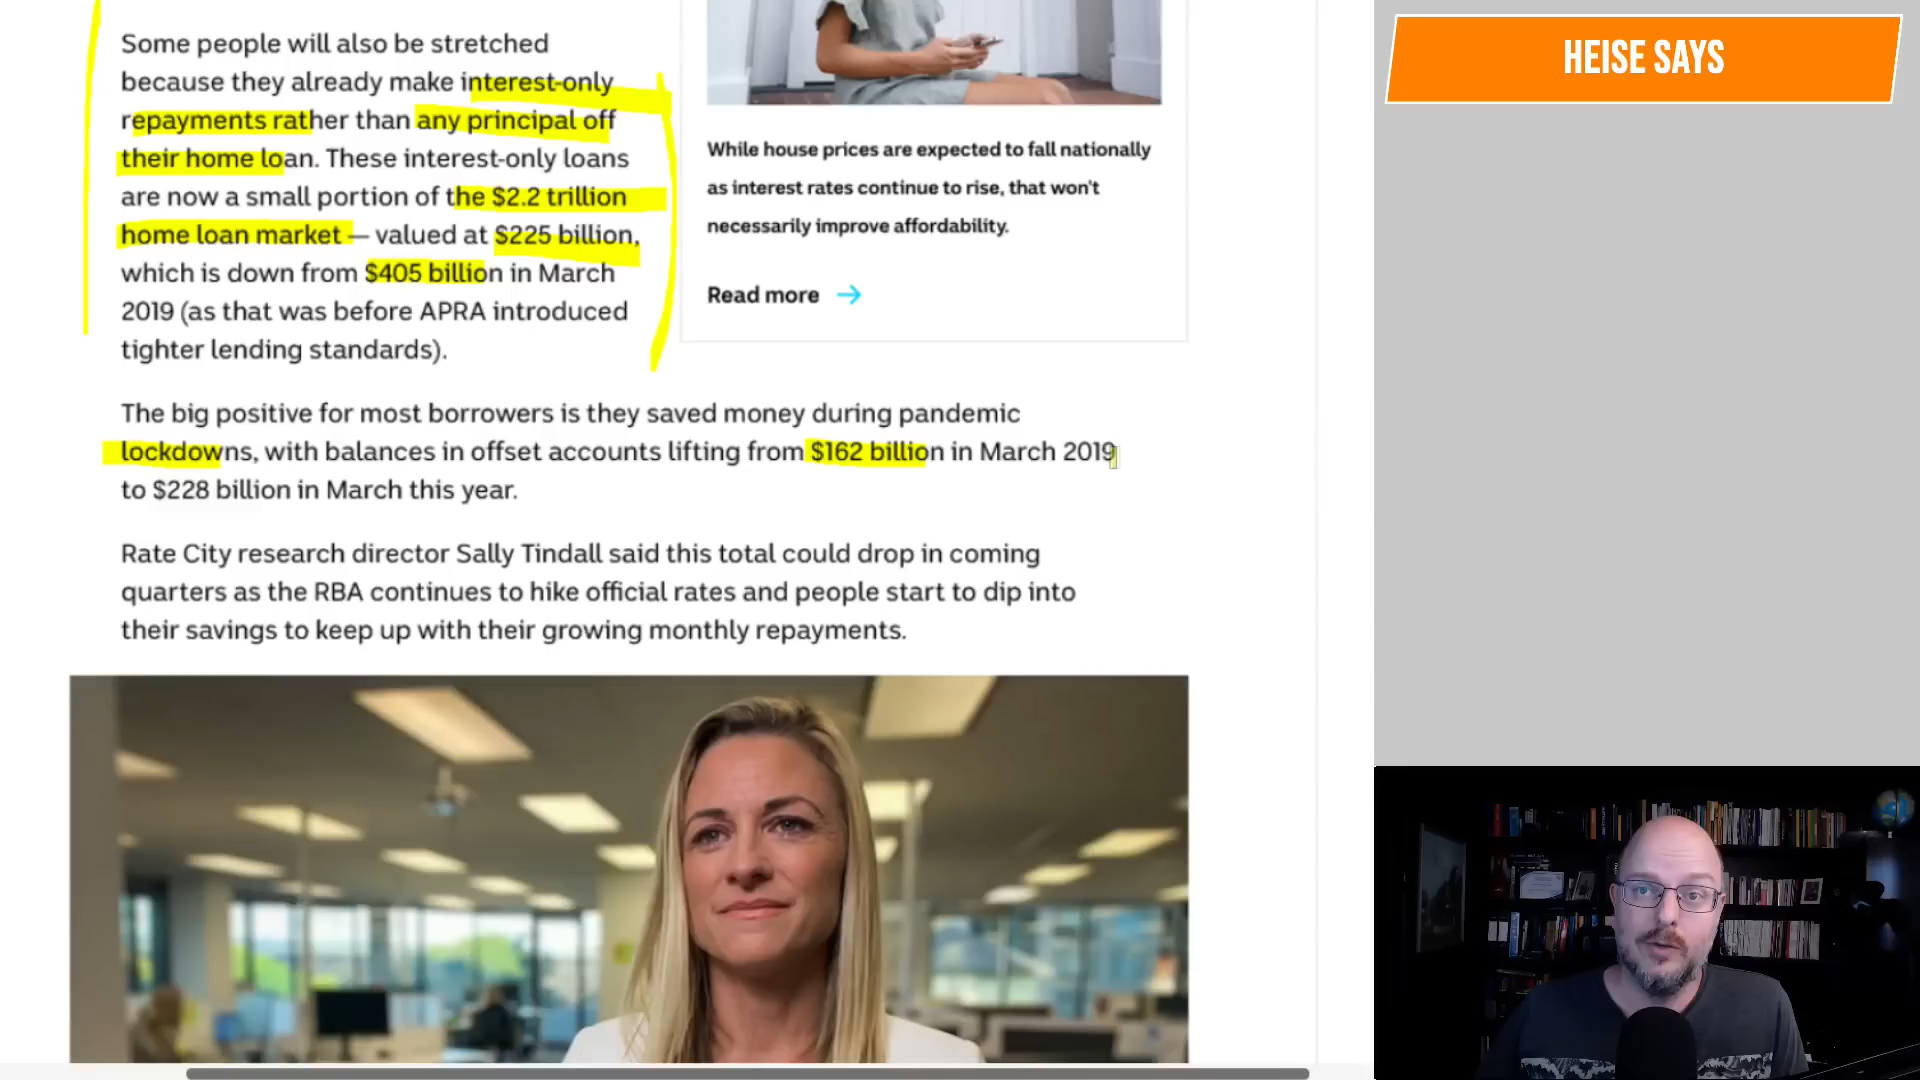 Some people will also be stretched
because they already make interest-only
repayments rather than any principal off
their home loan. These interest-only loans
are now a small portion of the $2.2 trillion
home loan market — valued at $225 billion,
which is down from $405 billion in March
2019 (as that was before APRA introduced
tighter lending standards).
While house prices are expected to fall nationally
as interest rates continue to rise, that won't
necessarily improve affordability.
Read more
The big positive for most borrowers is they saved money during pandemic
lockdowns, with balances in offset accounts lifting from $162 billion in March 2019
to $228 billion in March this year.
Rate City research director Sally Tindall said this total could drop in coming
quarters as the RBA continues to hike official rates and people start to dip into
their savings to keep up with their growing monthly repayments.
HEISE SAYS